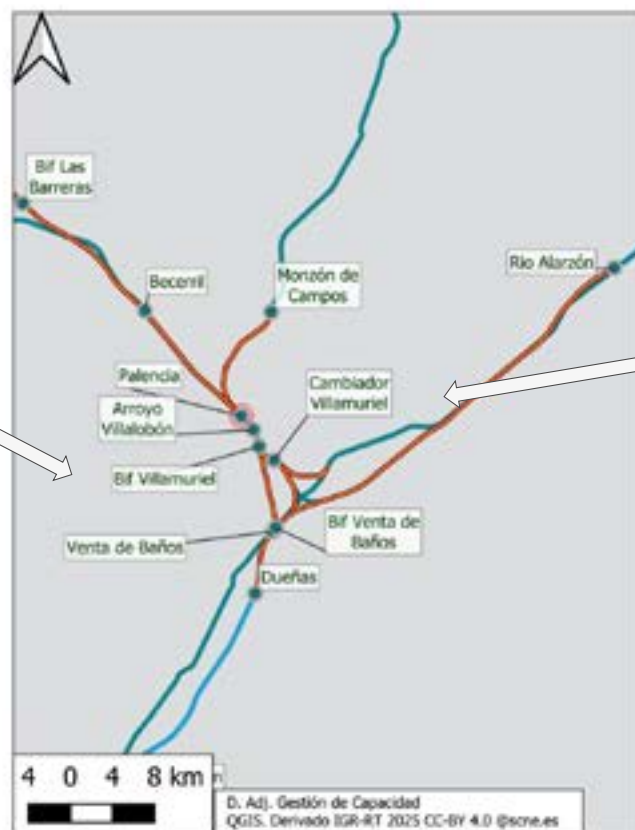 Bif Las
Barreras
Becerril
Monzón de
Campos
Rio Alarzón
Palencia
Arroyo
Villalobón
Cambiador
Villamuriel
Bif Villamuriel
Venta de Baños
Bif Venta de
Baños
Dueñas
4 0 4 8 km
D. Adj. Gestión de Capacidad
QGIS. Derivado IGR-RT 2025 CC-BY 4.0 @scne.es